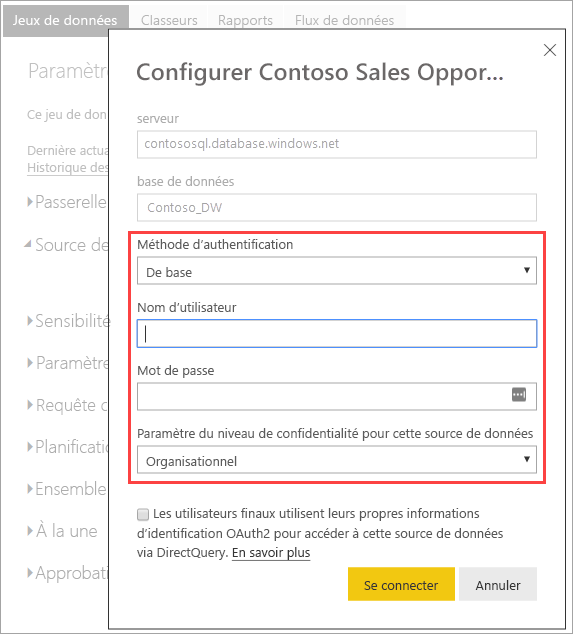 Jeux de données
Classeurs
Rapports
Flux de données
Paramètre
Ce jeu de don
Dernière actua
Historique des
Passerelle
Source de
Sensibilité
Paramètre
Requête c
Planificatio
Ensemble
À la une
Approbati
Configurer Contoso Sales Oppor...
serveur
contososql.database.windows.net
base de données
Contoso_DW
Méthode d'authentification
De base
Nom d'utilisateur
Mot de passe
Paramètre du niveau de confidentialité pour cette source de données
Organisationnel
Les utilisateurs finaux utilisent leurs propres informations
d'identification OAuth2 pour accéder à cette source de données
via DirectQuery. En savoir plus
Se connecter
Annuler